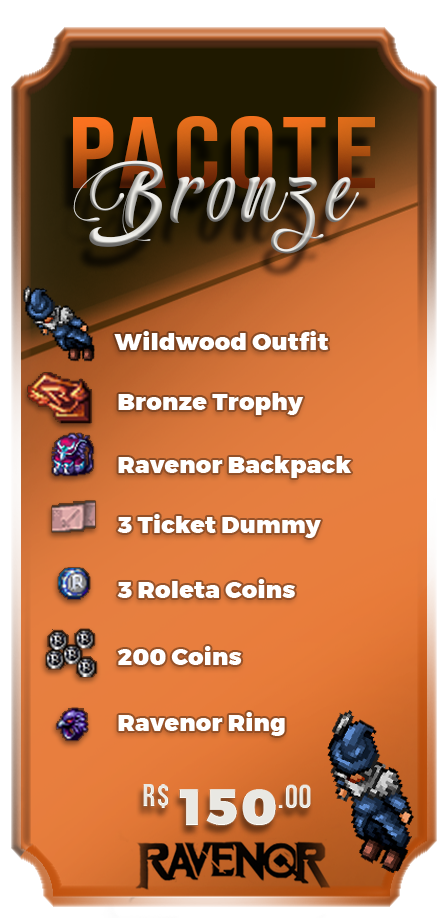 PACOTE
Bronze
Wildwood Outfit
Bronze Trophy
Ravenor Backpack
3 Ticket Dummy
3 Roleta Coins
200 Coins
Ravenor Ring
R$ 150.00
RAVENOR